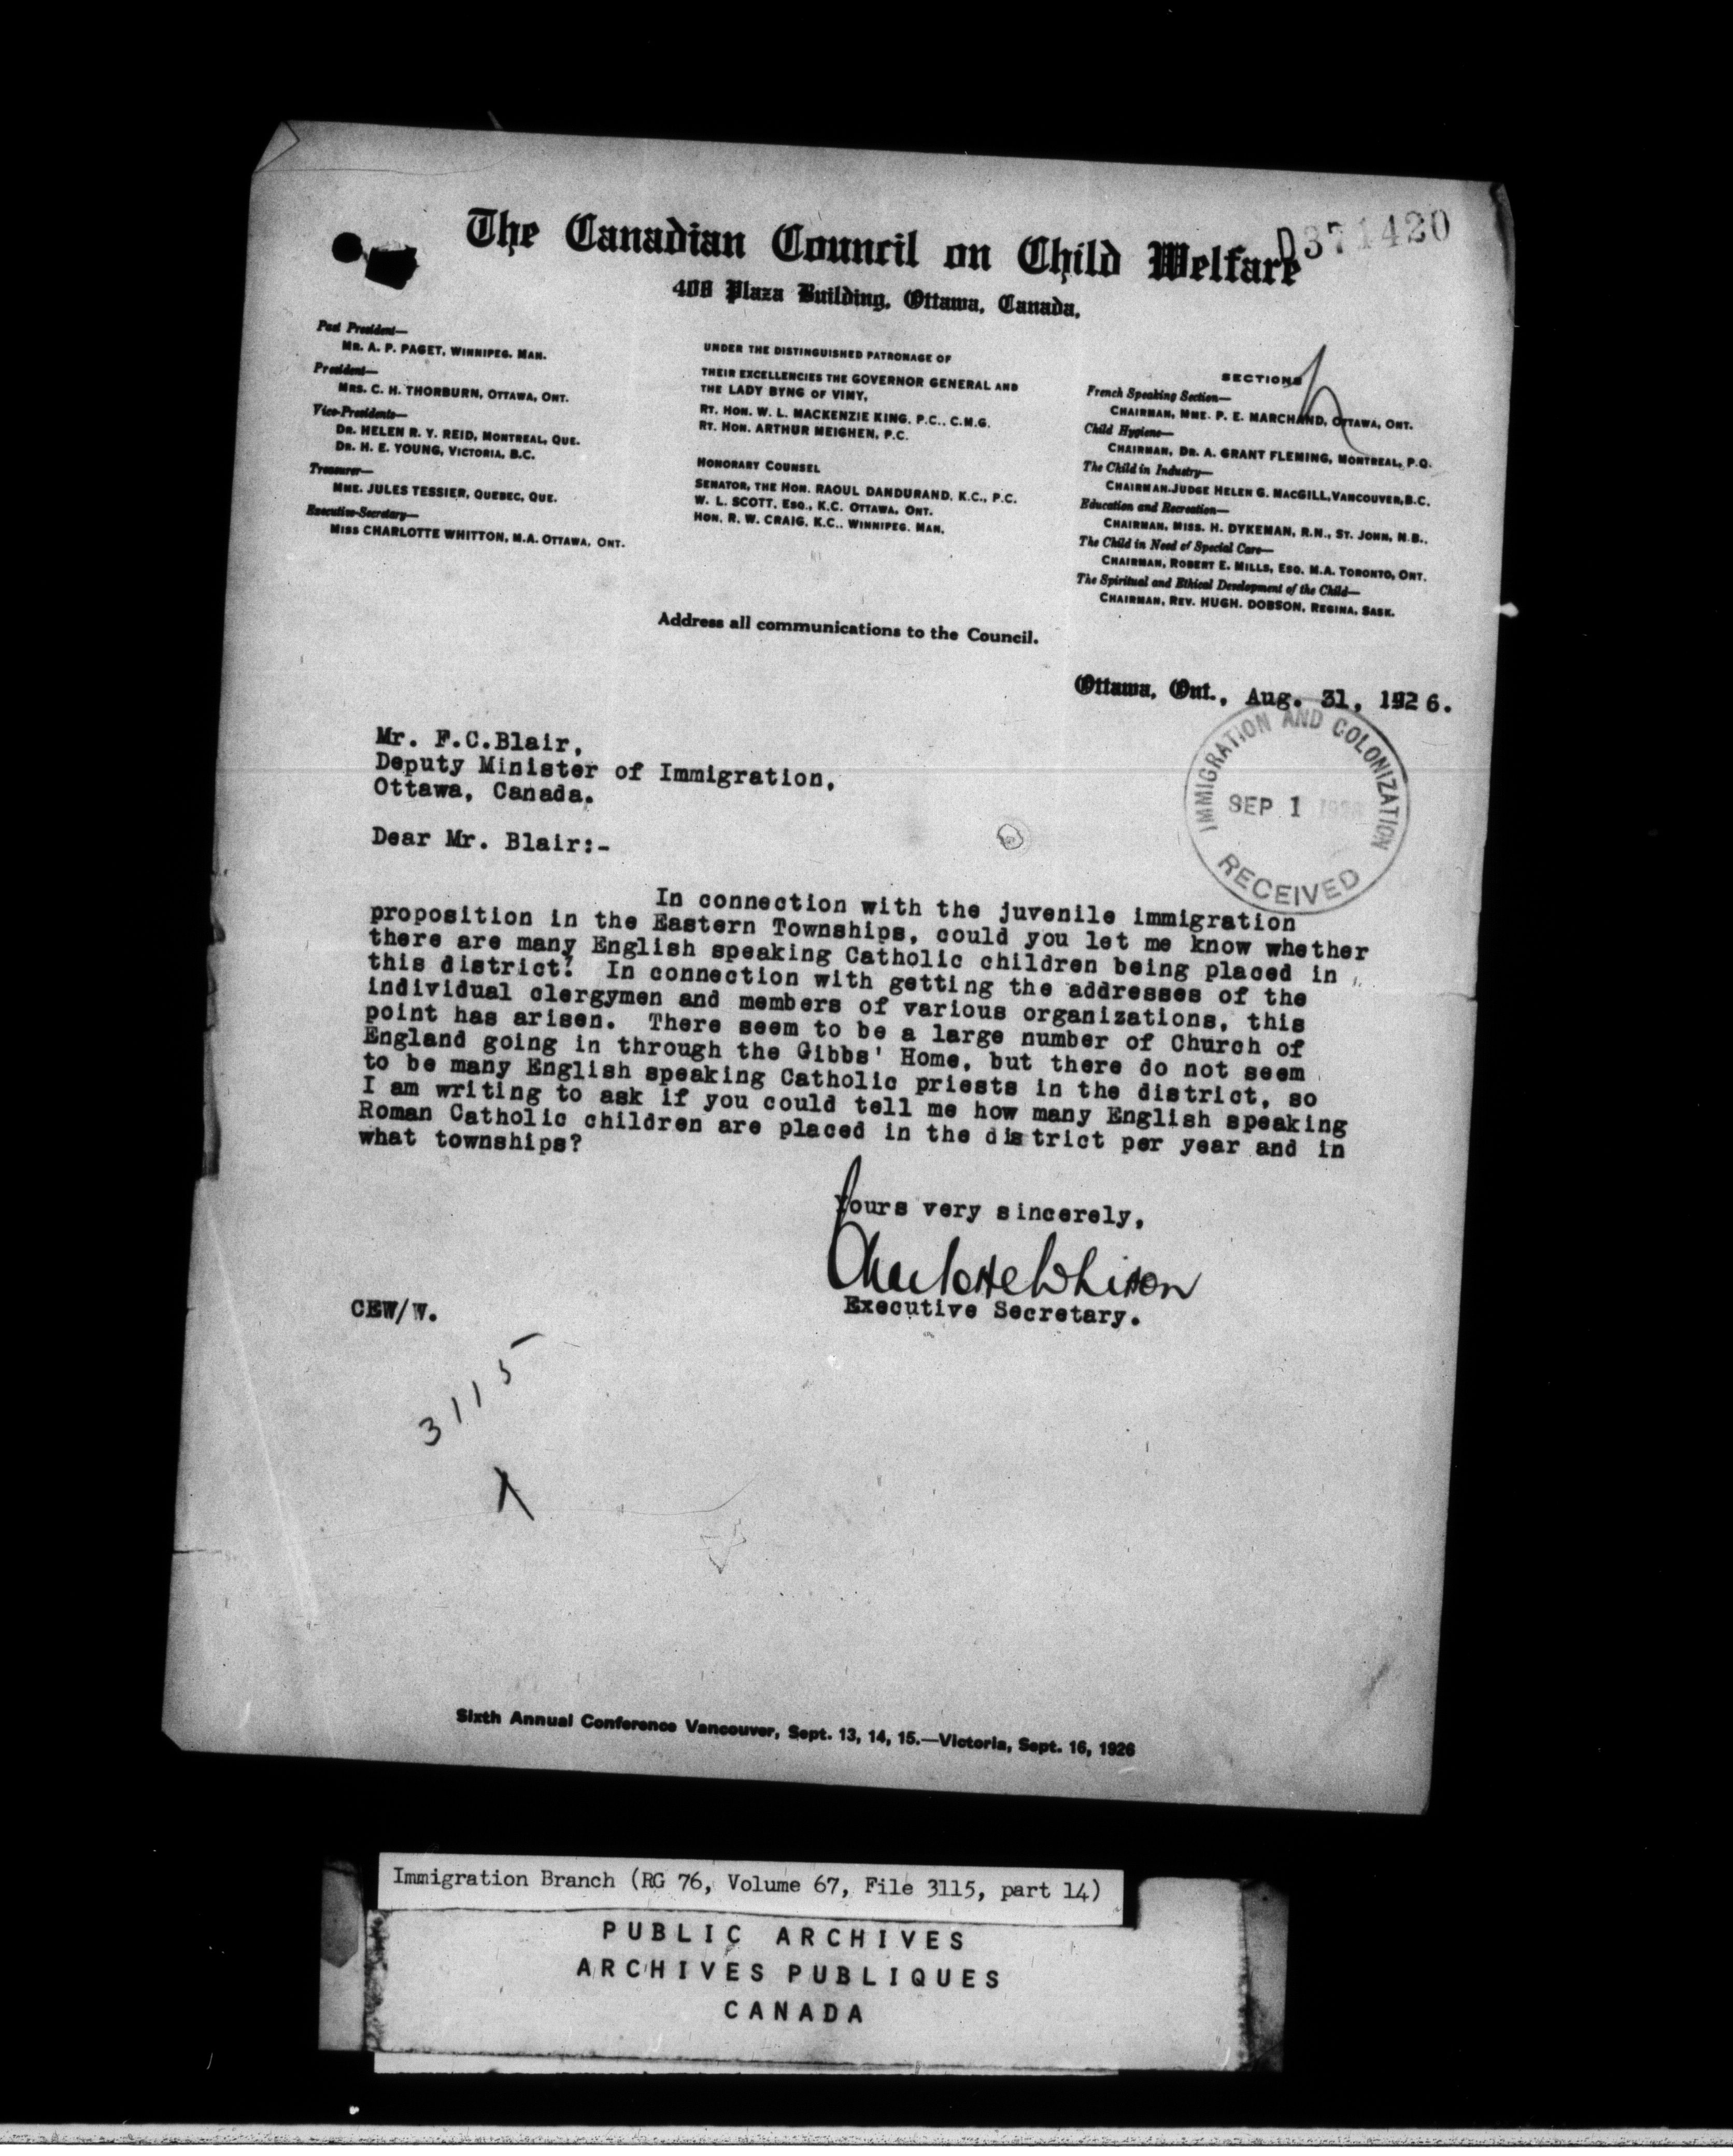 The Canadian Council on Child Welfare
D371420
408 Plaza Building, Ottawa, Canada.
Past President—
MR. A. P. PAGET, WINNIPEG. MAN.
President—
MRS. C. H. THORBURN, OTTAWA, ONT.
Vice-Presidents—
DR. HELEN R. Y. REID, MONTREAL, QUE.
DR. H. E. YOUNG, VICTORIA, B.C.
Treasurer—
MME. JULES TESSIER, QUEBEC, QUE.
Executive-Secretary—
MISS CHARLOTTE WHITTON, M.A. OTTAWA, ONT.
UNDER THE DISTINGUISHED PATRONAGE OF
THEIR EXCELLENCIES THE GOVERNOR GENERAL AND
THE LADY BYNG OF VIMY,
RT. HON. W. L. MACKENZIE KING, P.C., C.M.G.
RT. HON. ARTHUR MEIGHEN, P.C.
HONORARY COUNSEL
SENATOR, THE HON. RAOUL DANDURAND, K.C., P.C.
W. L. SCOTT, ESQ., K.C. OTTAWA, ONT.
HON. R. W. CRAIG, K.C., WINNIPEG. MAN.
SECTIONS
French Speaking Section—
CHAIRMAN, MME. P. E. MARCHAND, OTTAWA, ONT.
Child Hygiene—
CHAIRMAN, DR. A. GRANT FLEMING, MONTREAL, P.Q.
The Child in Industry—
CHAIRMAN-JUDGE HELEN G. MACGILL, VANCOUVER, B.C.
Education and Recreation—
CHAIRMAN, MISS. H. DYKEMAN, R.N., ST. JOHN, N.B.,
The Child in Need of Special Care—
CHAIRMAN, ROBERT E. MILLS, ESQ. M.A. TORONTO, ONT.
The Spiritual and Ethical Development of the Child—
CHAIRMAN, REV. HUGH. DOBSON, REGINA, SASK.
Address all communications to the Council.
Ottawa, Ont., Aug. 31, 1926.
IMMIGRATION AND COLONIZATION
SEP 1 1926
RECEIVED
Mr. F.C.Blair,
Deputy Minister of Immigration,
Ottawa, Canada.
Dear Mr. Blair:-
In connection with the juvenile immigration
proposition in the Eastern Townships, could you let me know whether
there are many English speaking Catholic children being placed in
this district? In connection with getting the addresses of the
individual clergymen and members of various organizations, this
point has arisen. There seem to be a large number of Church of
England going in through the Gibbs' Home, but there do not seem
to be many English speaking Catholic priests in the district, so
I am writing to ask if you could tell me how many English speaking
Roman Catholic children are placed in the district per year and in
what townships?
Yours very sincerely,
Charlotte Whitton
Executive Secretary.
CEW/W.
3115
X
Sixth Annual Conference Vancouver, Sept. 13, 14, 15.—Victoria, Sept. 16, 1926
Immigration Branch (RG 76, Volume 67, File 3115, part 14)
PUBLIC ARCHIVES
ARCHIVES PUBLIQUES
CANADA